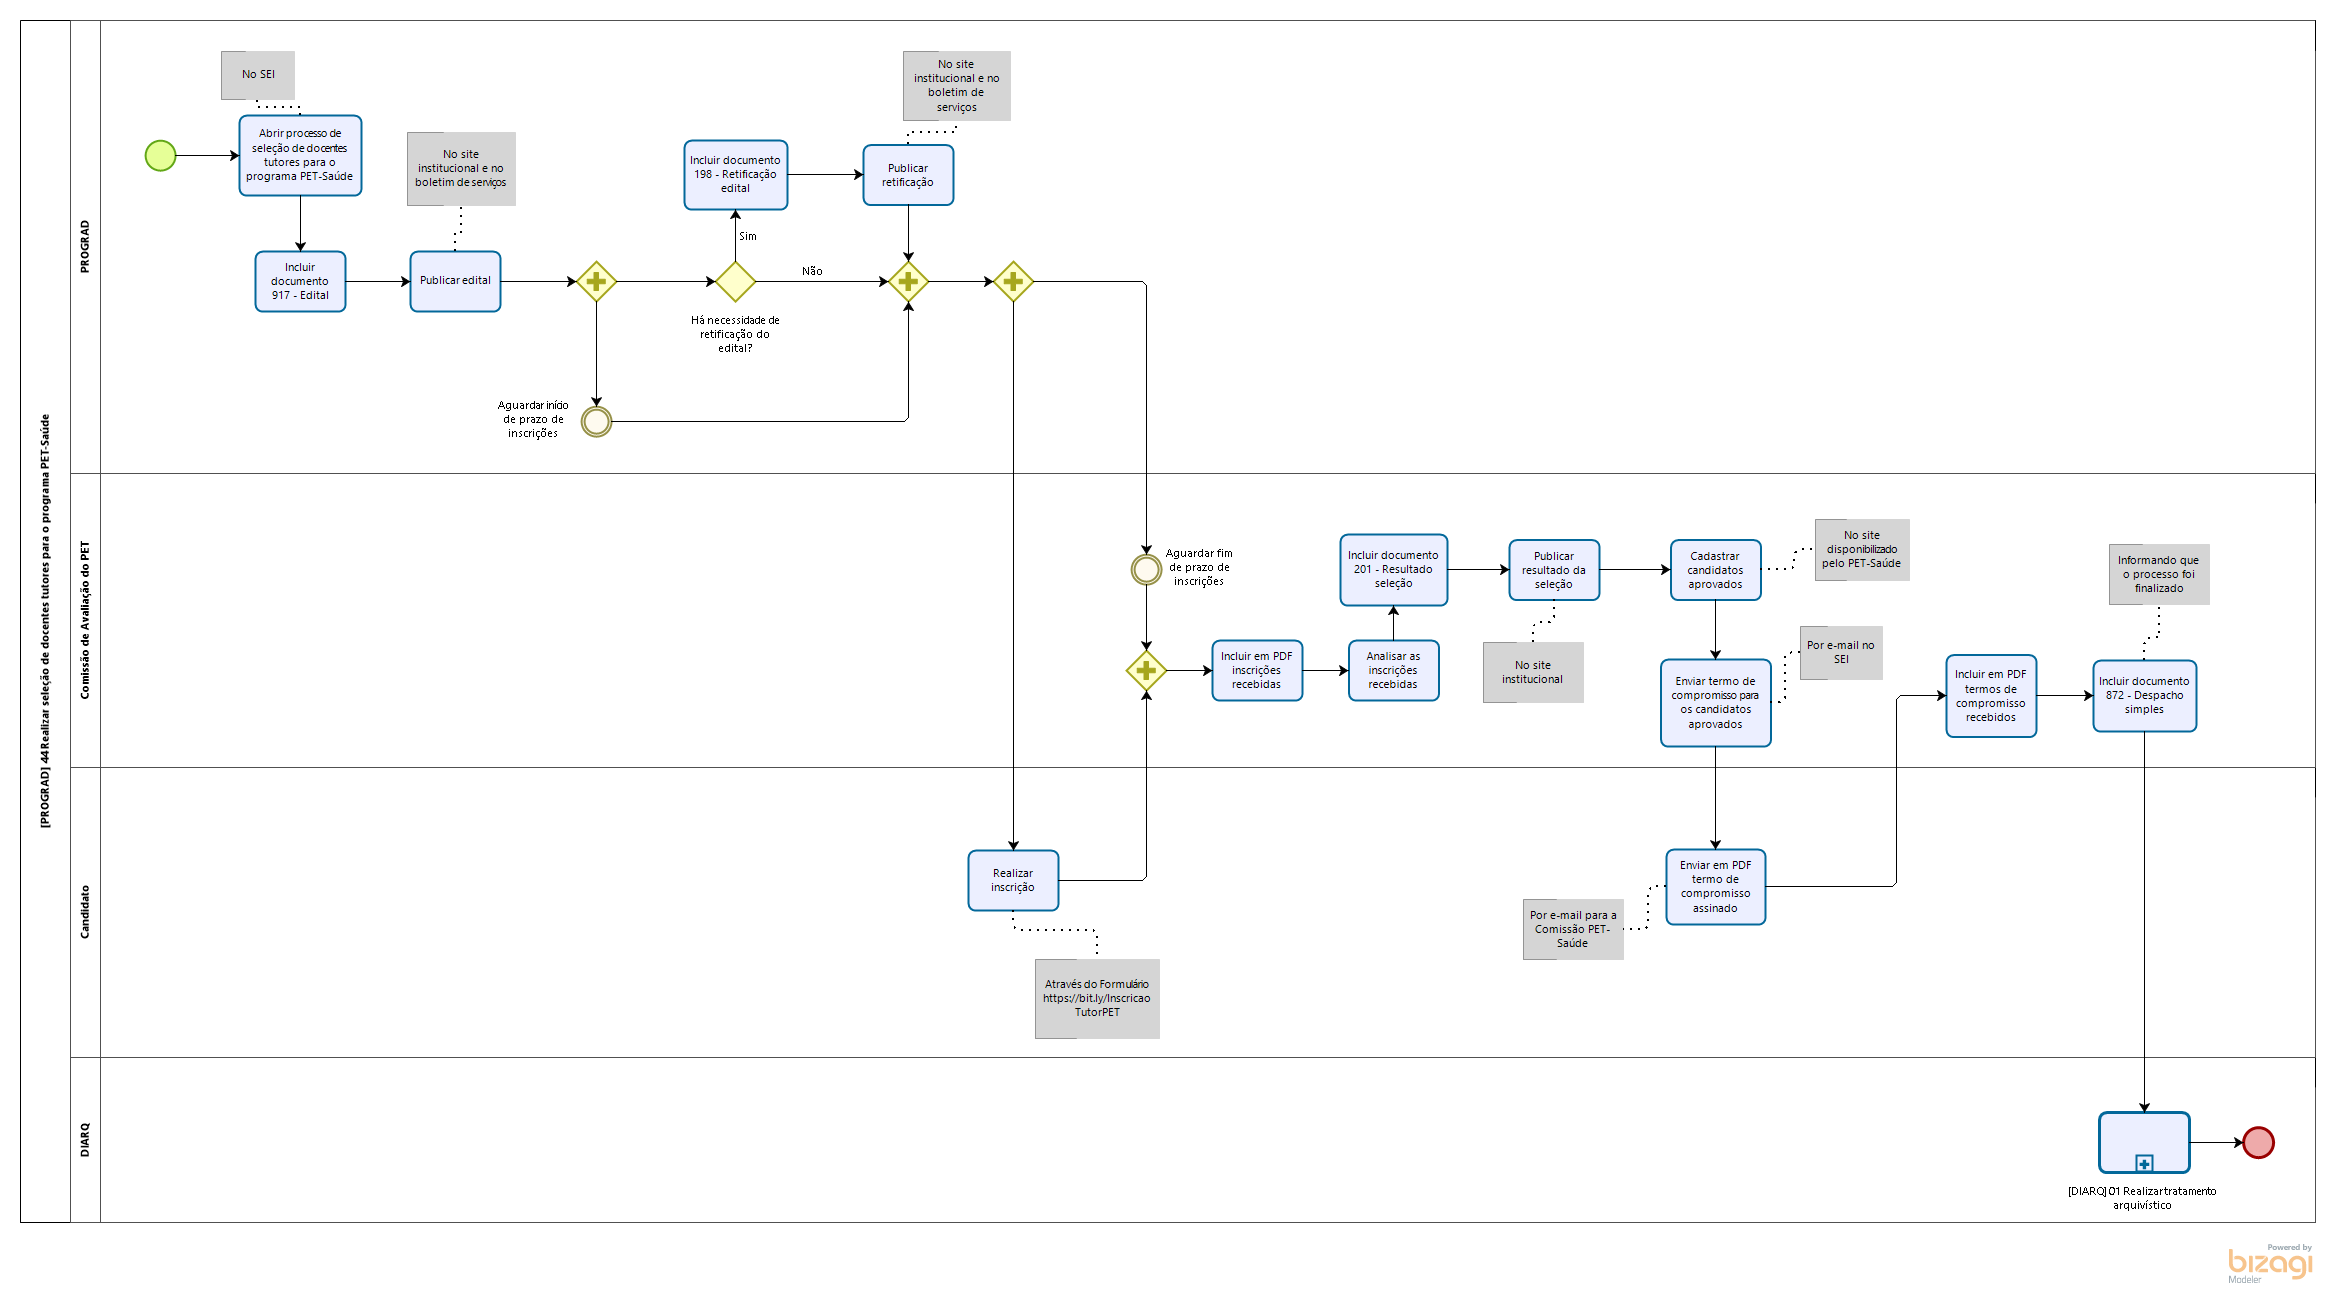 [PROGRAD] 44 Realizar seleção de docentes tutores para o programa PET-Saúde
PROGRAD
No SEI
Abrir processo de
seleção de docentes
tutores para o
programa PET-Saúde
Incluir
documento
917 - Edital
No site
institucional e no
boletim de serviços
Publicar edital
Aguardar início
de prazo de
inscrições
Há necessidade de
retificação do
edital?
Sim
Não
Incluir documento
198 - Retificação
edital
No site
institucional e no
boletim de
serviços
Publicar
retificação
Comissão de Avaliação do PET
Aguardar fim
de prazo de
inscrições
Incluir em PDF
inscrições
recebidas
Analisar as
inscrições
recebidas
Incluir documento
201 - Resultado
seleção
Publicar
resultado da
seleção
No site
institucional
Cadastrar
candidatos
aprovados
No site
disponibilizado
pelo PET-Saúde
Enviar termo de
compromisso para
os candidatos
aprovados
Por e-mail no
SEI
Incluir em PDF
termos de
compromisso
recebidos
Incluir documento
872 - Despacho
simples
Informando que
o processo foi
finalizado
Candidato
Realizar
inscrição
Através do Formulário
https://bit.ly/Inscricao
TutorPET
Enviar em PDF
termo de
compromisso
assinado
Por e-mail para a
Comissão PET-
Saúde
DIARQ
[DIARQ] 01 Realizar tratamento
arquivístico
Powered by
bizagi
Modeler